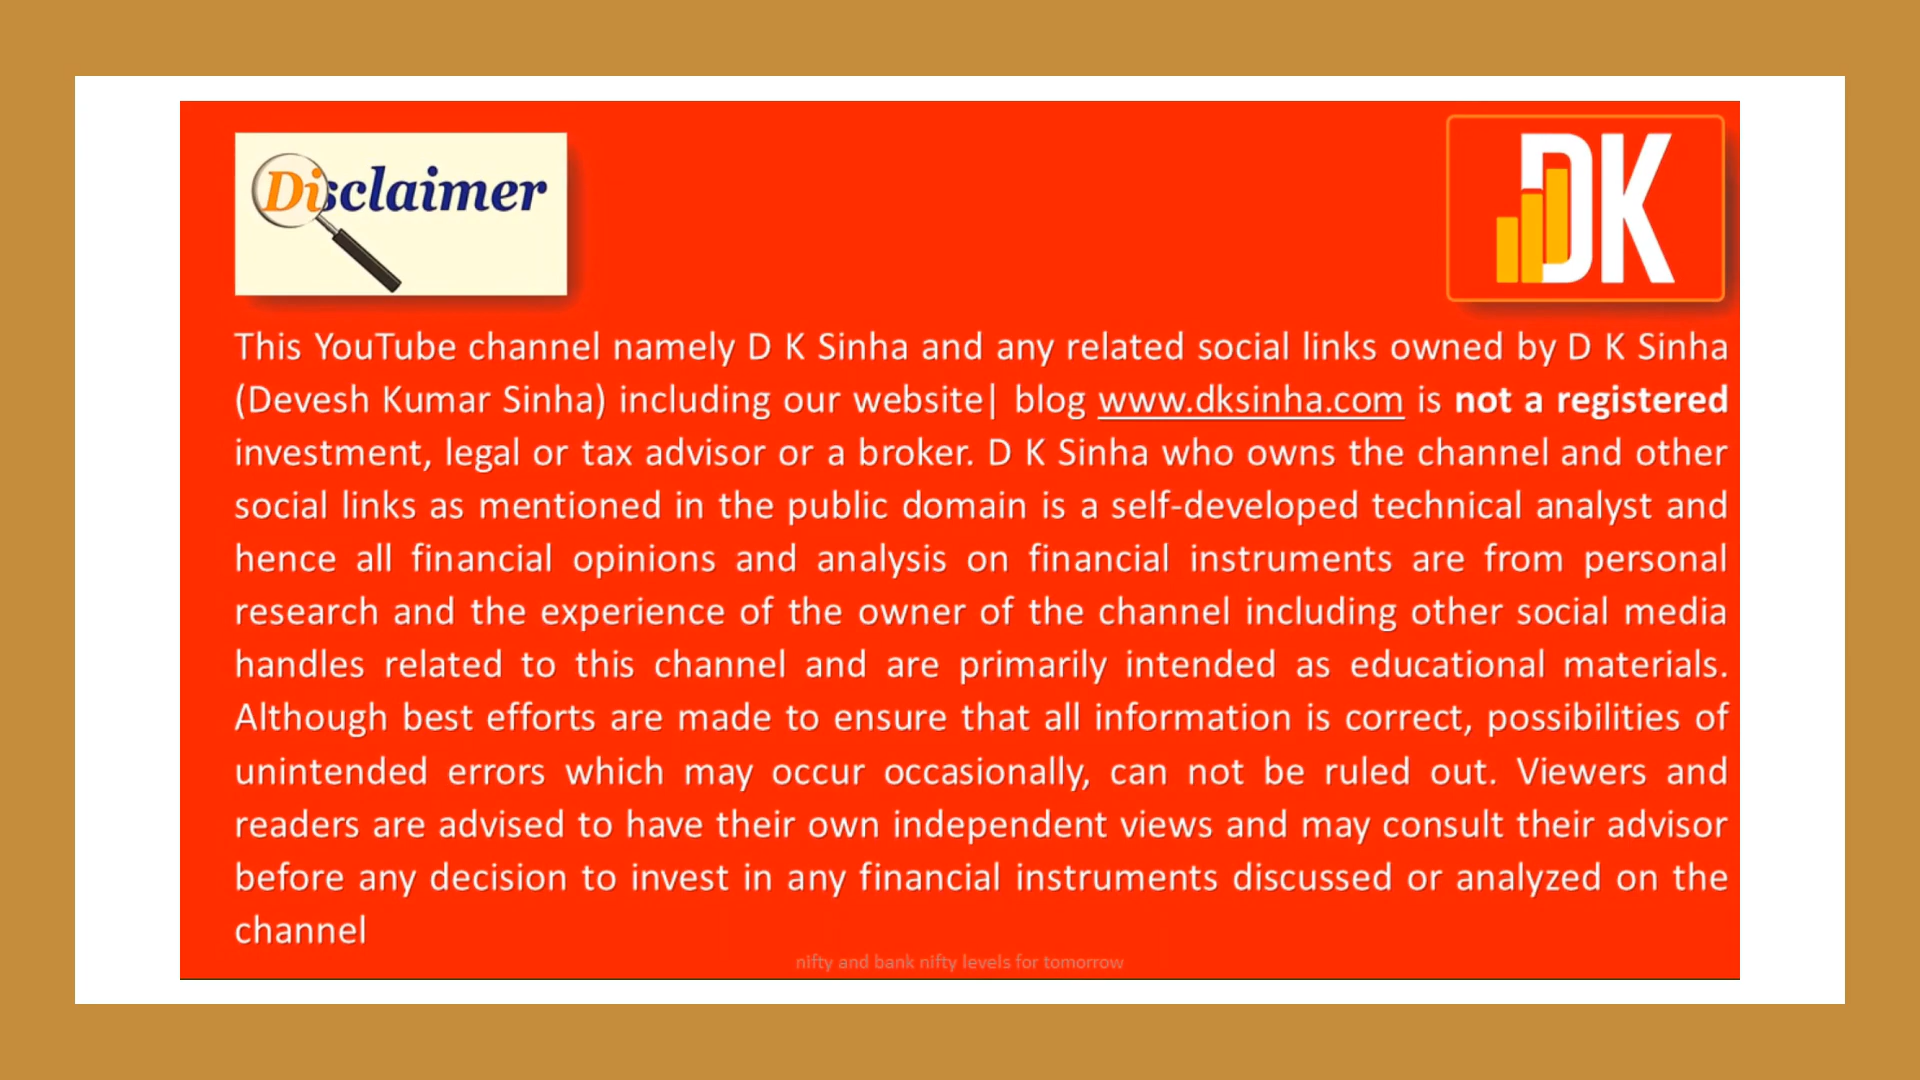 Disclaimer
DK
This YouTube channel namely D K Sinha and any related social links owned by D K Sinha
(Devesh Kumar Sinha) including our website| blog www.dksinha.com is not a registered
investment, legal or tax advisor or a broker. D K Sinha who owns the channel and other
social links as mentioned in the public domain is a self-developed technical analyst and
hence all financial opinions and analysis on financial instruments are from personal
research and the experience of the owner of the channel including other social media
handles related to this channel and are primarily intended as educational materials.
Although best efforts are made to ensure that all information is correct, possibilities of
unintended errors which may occur occasionally, can not be ruled out. Viewers and
readers are advised to have their own independent views and may consult their advisor
before any decision to invest in any financial instruments discussed or analyzed on the
channel
nifty and bank nifty levels for tomorrow